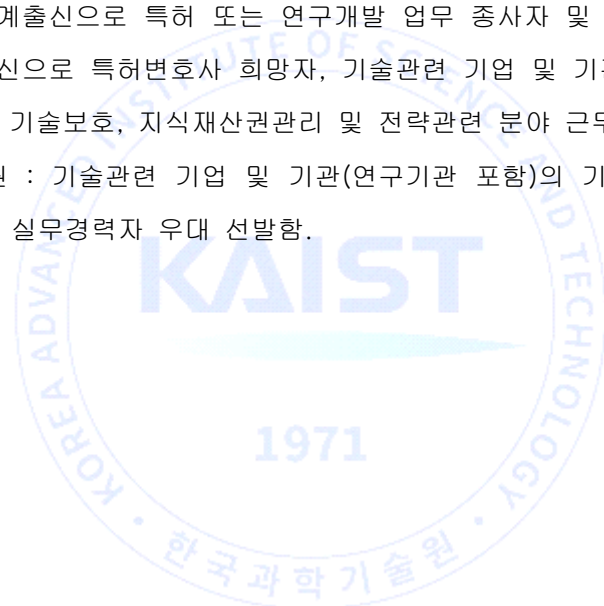 계출신으로 특허 또는 연구개발 업무 종사자 및
신으로 특허변호사 희망자, 기술관련 기업 및 기
기술보호, 지식재산권관리 및 전략관련 분야 근무
: 기술관련 기업 및 기관(연구기관 포함)의 기
실무경력자 우대 선발함.
KOREA ADVANCED INSTITUTE OF SCIENCE AND TECHNOLOGY
KAIST
1971
한국과학기술원